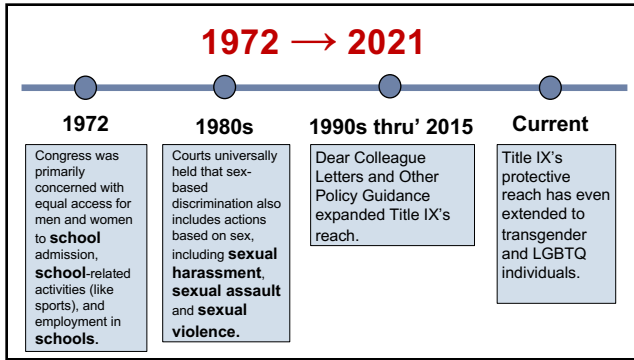 1972 → 2021
1972
Congress was
primarily
concerned with
equal access for
men and women
to school
admission,
school-related
activities (like
sports), and
employment in
schools.
1980s
Courts universally
held that sex-
based
discrimination also
includes actions
based on sex,
including sexual
harassment,
sexual assault
and sexual
violence.
1990s thru’ 2015
Dear Colleague
Letters and Other
Policy Guidance
expanded Title IX’s
reach.
Current
Title IX’s
protective
reach has even
extended to
transgender
and LGBTQ
individuals.